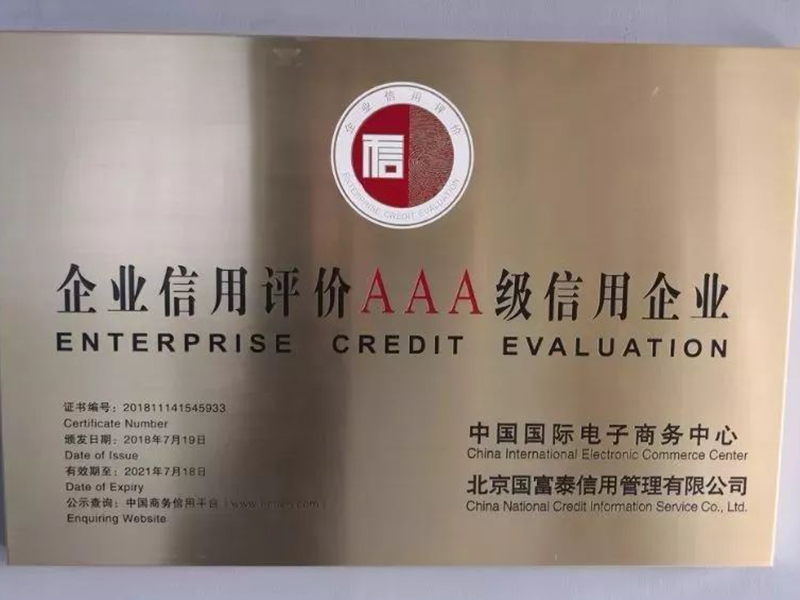 企业信用评价
信
ENTERPRISE CREDIT EVALUATION
企业信用评价AAA级信用企业
ENTERPRISE CREDIT EVALUATION
证书编号：201811141545933
Certificate Number
颁发日期：2018年7月19日
Date of Issue
有效期至：2021年7月18日
Date of Expiry
公示查询：中国商务信用平台
Enquiring Website
中国国际电子商务中心
China International Electronic Commerce Center
北京国富泰信用管理有限公司
China National Credit Information Service Co., Ltd.